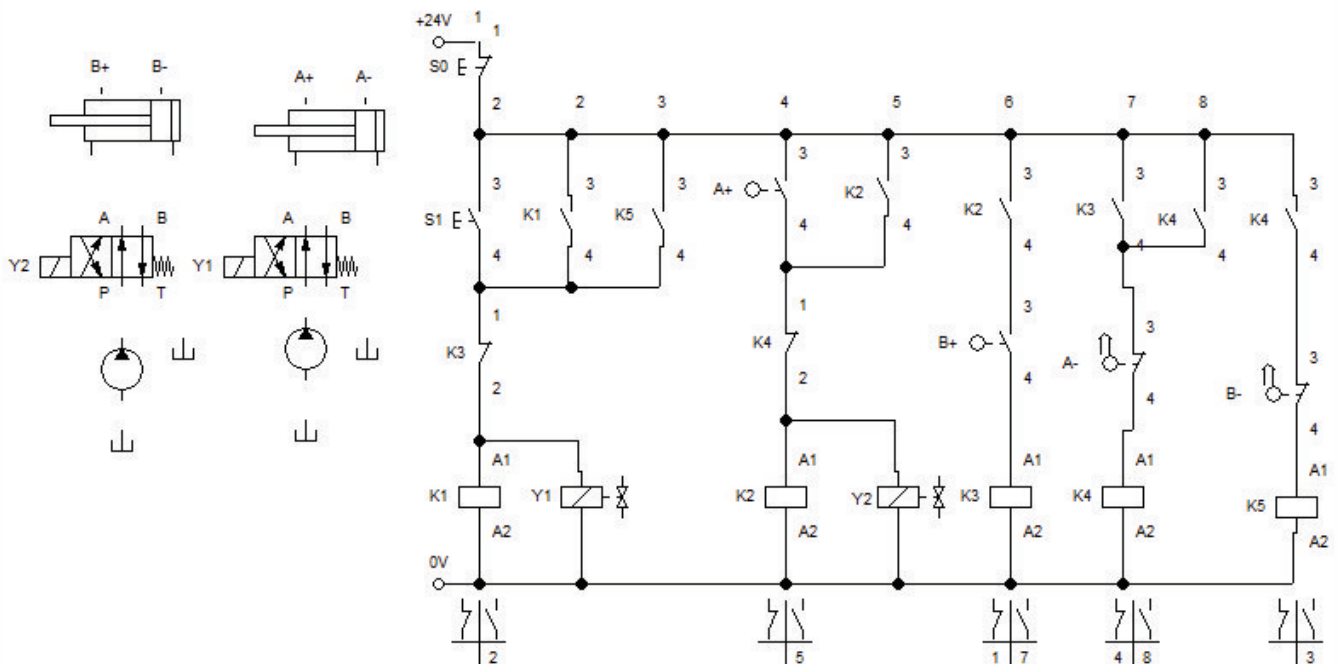 +24V 1 1
S0
B+ B-
A+ A-
2 2 3 4 5 6 7 8
3 3 3 3 3 3 3 3 3
S1 K1 K5 A+ K2 K2 K3 K4 K4
4 4 4 4 4 4 4 4 4
A B A B
Y2 Y1
P T P T
1 1 3 3 3
K3 K4 B+ A- B-
2 2 4 4 4
A1 A1 A1 A1 A1
K1 Y1 K2 Y2 K3 K4 K5
A2 A2 A2 A2 A2
0V
2 5 1 7 4 8 3